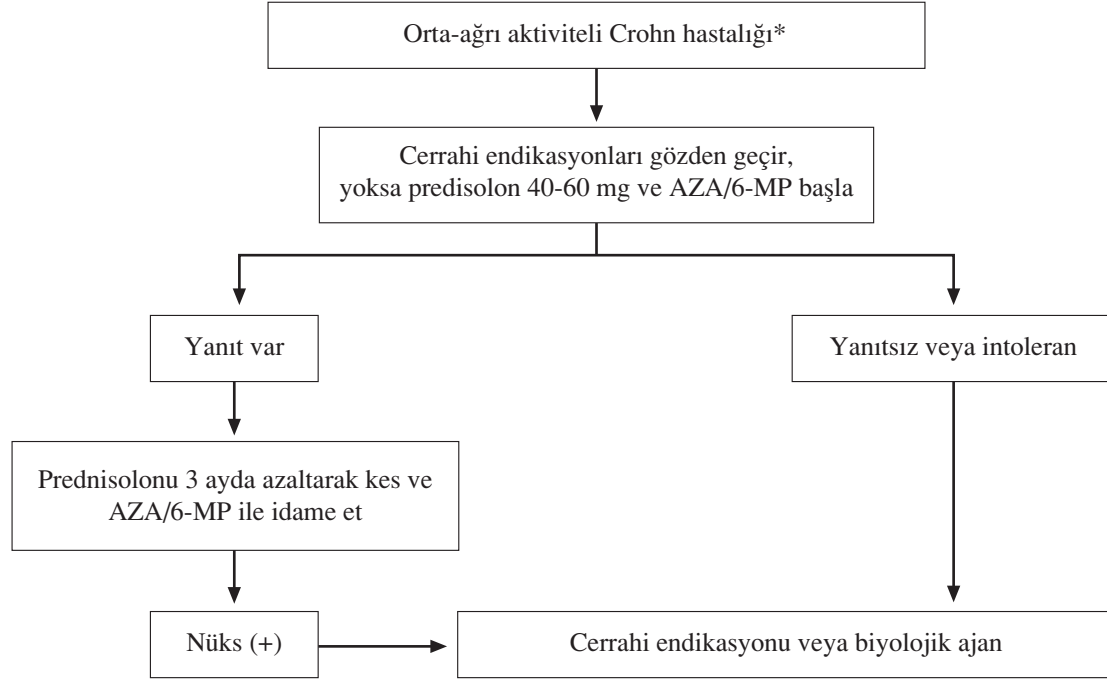 Orta-ağrı aktiviteli Crohn hastalığı*
Cerrahi endikasyonları gözden geçir,
yoksa predisolon 40-60 mg ve AZA/6-MP başla
Yanıt var
Yanıtsız veya intoleran
Prednisolonu 3 ayda azaltarak kes ve
AZA/6-MP ile idame et
Nüks (+)
Cerrahi endikasyonu veya biyolojik ajan